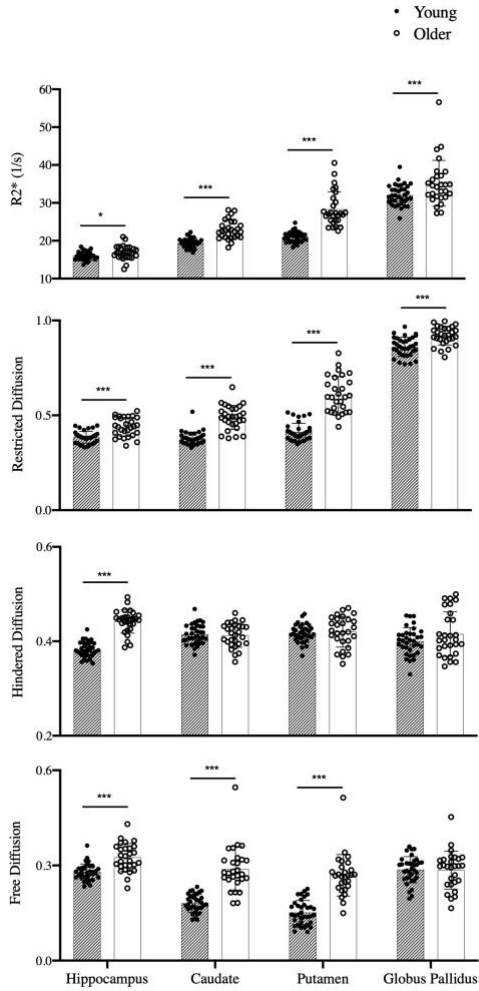 Young
Older
R2* (1/s)
60
50
40
30
20
10
*
***
***
***
Restricted Diffusion
1.0
0.5
0.0
***
***
***
***
Hindered Diffusion
0.6
0.4
0.2
***
Free Diffusion
0.6
0.3
0.0
***
***
***
Hippocampus
Caudate
Putamen
Globus Pallidus